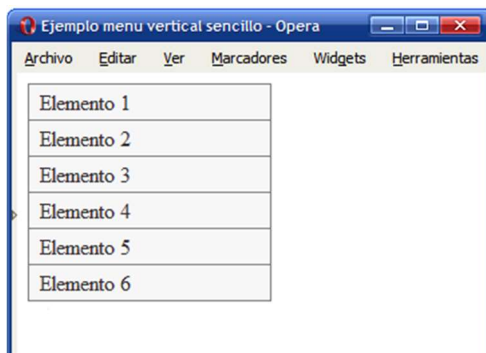 Ejemplo menu vertical sencillo - Opera
Archivo Editar Ver Marcadores Widgets Herramientas
Elemento 1
Elemento 2
Elemento 3
Elemento 4
Elemento 5
Elemento 6